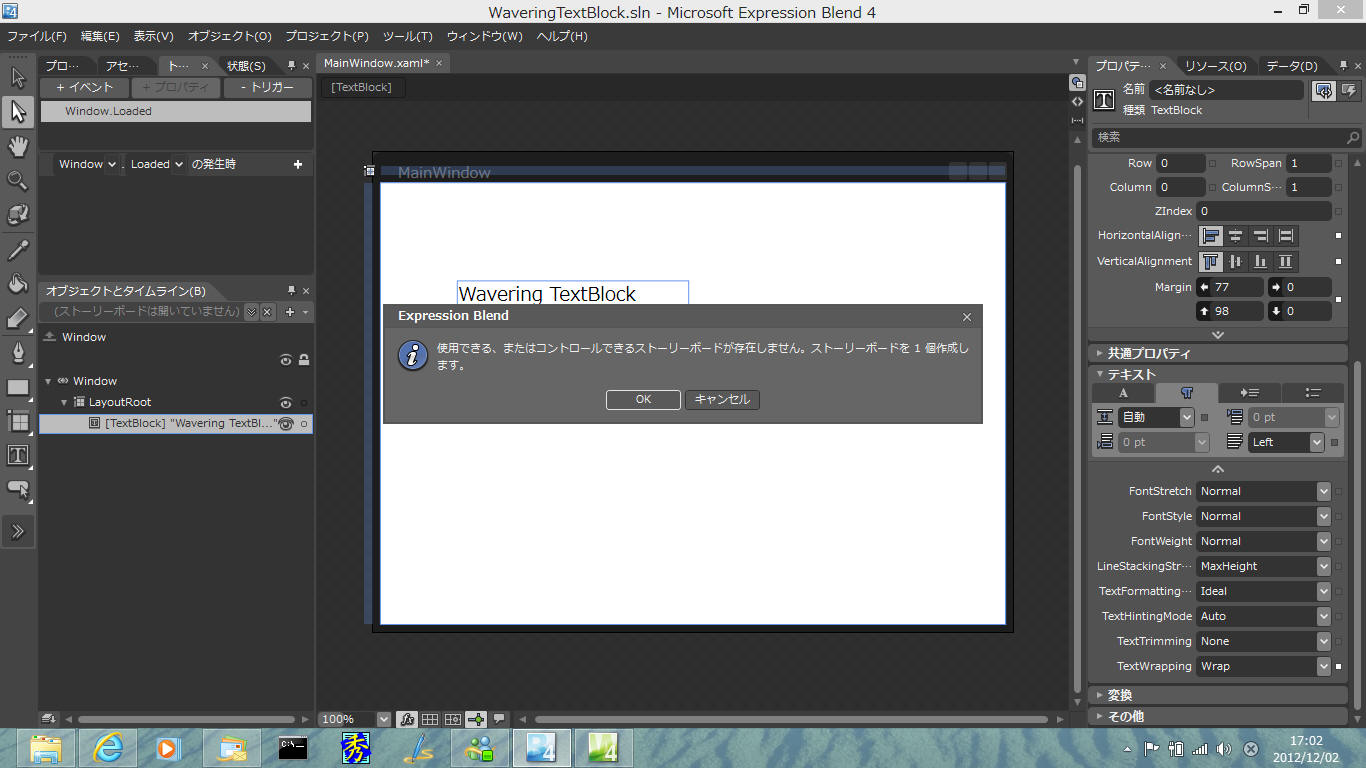 WaveringTextBlock.sln - Microsoft Expression Blend 4
ファイル(F) 編集(E) 表示(V) オブジェクト(O) プロジェクト(P) ツール(T) ウィンドウ(W) ヘルプ(H)
プロ… アセ… ト… × 状態(S)
+ イベント + プロパティ - トリガー
Window.Loaded
Window . Loaded の発生時
オブジェクトとタイムライン(B)
(ストーリーボードは開いていません)
Window
Window
LayoutRoot
[TextBlock] "Wavering TextBl..."
MainWindow.xaml* ×
[TextBlock]
MainWindow
Wavering TextBlock
Expression Blend
使用できる、またはコントロールできるストーリーボードが存在しません。ストーリーボードを 1 個作成し
ます。
OK キャンセル
100%
プロパティ… × リソース(O) データ(D)
名前 <名前なし>
種類 TextBlock
検索
Row 0 RowSpan 1
Column 0 ColumnS… 1
ZIndex 0
HorizontalAlign…
VerticalAlignment
Margin 77 0
98 0
共通プロパティ
テキスト
A
自動 0 pt
0 pt Left
FontStretch Normal
FontStyle Normal
FontWeight Normal
LineStackingStr… MaxHeight
TextFormatting… Ideal
TextHintingMode Auto
TextTrimming None
TextWrapping Wrap
変換
その他
C:\_
秀
17:02
2012/12/02